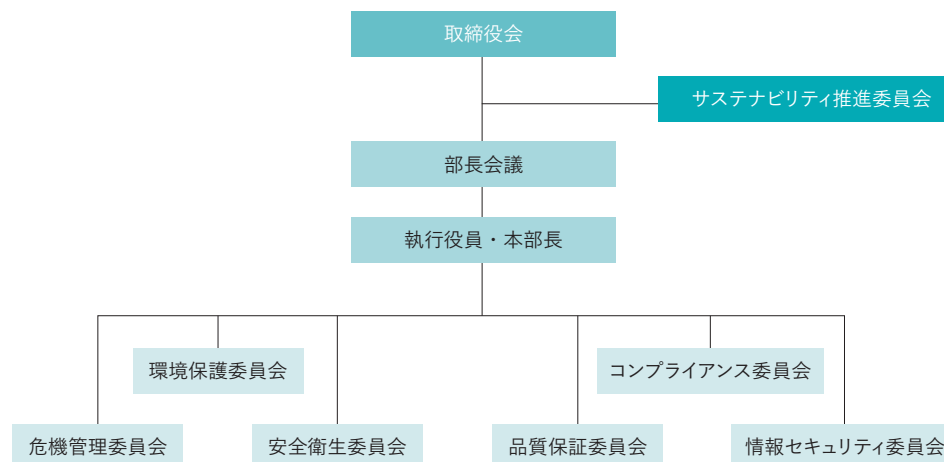 取締役会
サステナビリティ推進委員会
部長会議
執行役員・本部長
環境保護委員会
コンプライアンス委員会
危機管理委員会
安全衛生委員会
品質保証委員会
情報セキュリティ委員会